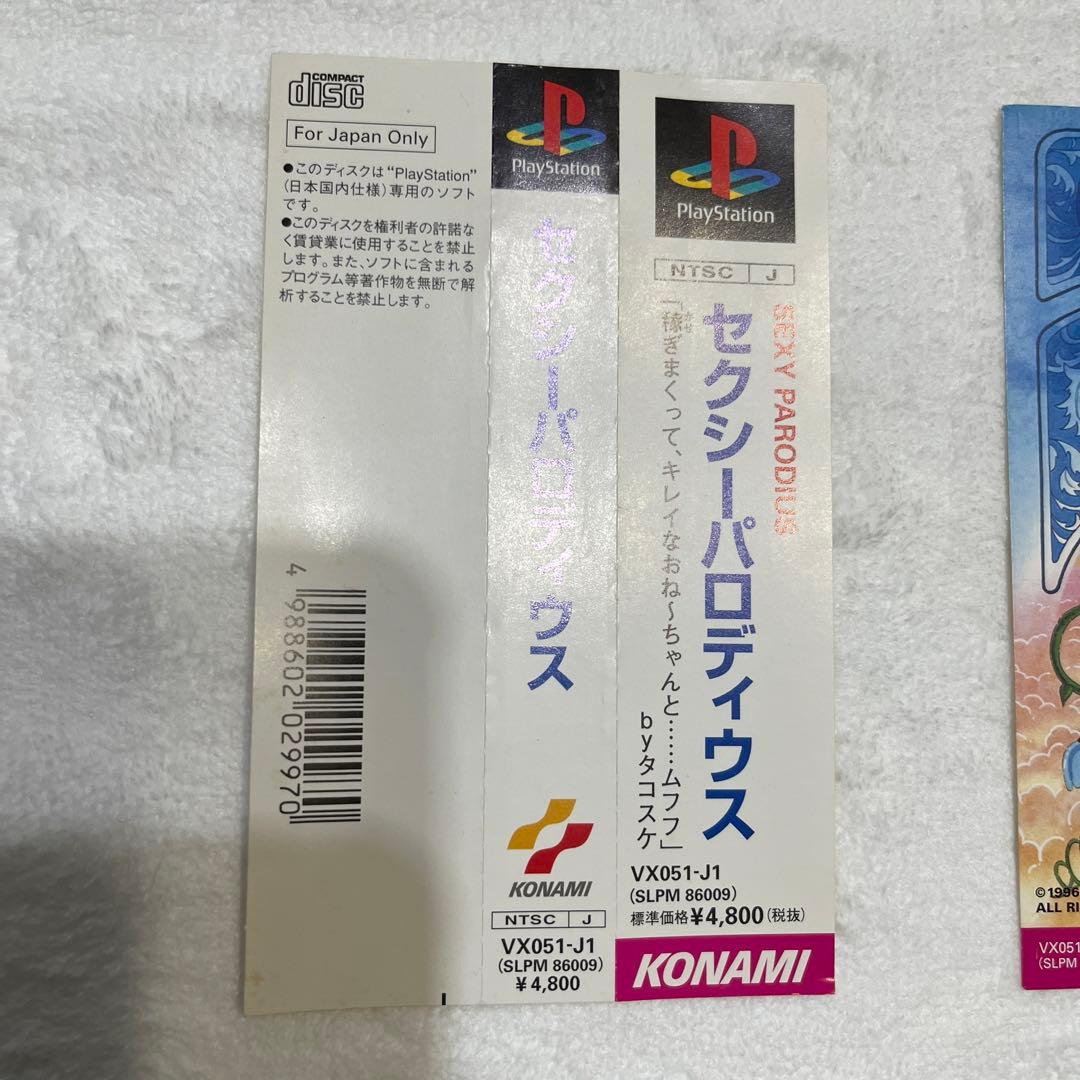 COMPACT
disc
For Japan Only
●このディスクは“PlayStation”
(日本国内仕様)専用のソフト
です。
●このディスクを権利者の許諾な
く賃貸業に使用することを禁止
します。また、ソフトに含まれる
プログラム等著作物を無断で解
析することを禁止します。
4 988602 029970
PlayStation
セクシーパロディウス
KONAMI
NTSC J
VX051-J1
(SLPM 86009)
¥4,800
PlayStation
NTSC J
SEXY PARODIUS
セクシーパロディウス
かせ
「稼ぎまくって、キレイなおね〜ちゃんと……ムフフ」
byタコスケ
VX051-J1
(SLPM 86009)
標準価格¥4,800(税抜)
KONAMI
©1996
ALL RI
VX051
(SLPM